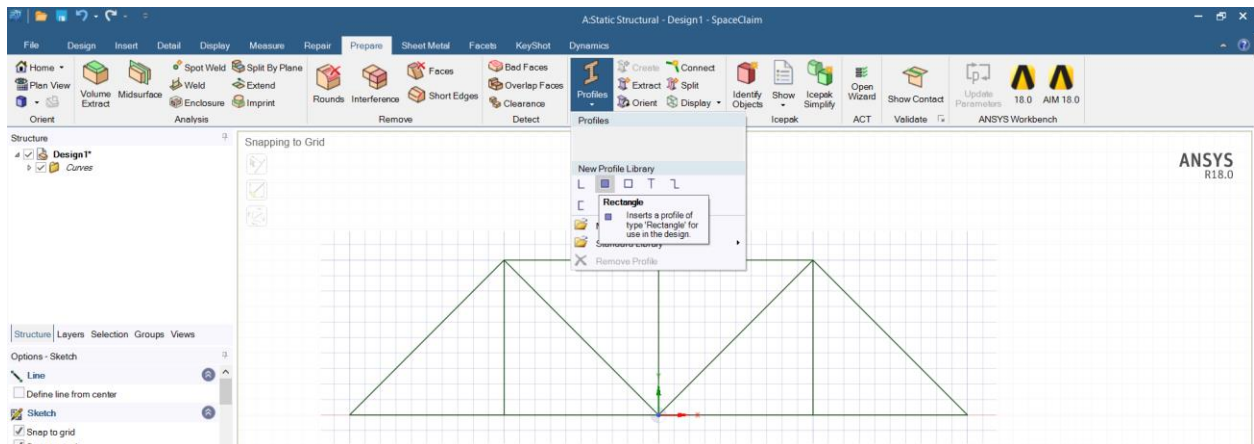 A:Static Structural - Design1 - SpaceClaim
File Design Insert Detail Display Measure Repair Prepare Sheet Metal Facets KeyShot Dynamics
Home
Plan View
Orient
Volume Extract
Midsurface
Spot Weld
Weld
Enclosure
Split By Plane
Extend
Imprint
Analysis
Rounds
Interference
Faces
Short Edges
Remove
Bad Faces
Overlap Faces
Clearance
Detect
Profiles
Create
Extract
Orient
Connect
Split
Display
Identify Objects
Show
Icepak Simplify
Icepak
Open Wizard
ACT
Show Contact
Validate
Update Parameters
18.0
AIM 18.0
ANSYS Workbench
Profiles
New Profile Library
Rectangle
Inserts a profile of
type 'Rectangle' for
use in the design.
Standard Library
Remove Profile
Structure
Design1*
Curves
Snapping to Grid
ANSYS
R18.0
Structure Layers Selection Groups Views
Options - Sketch
Line
Define line from center
Sketch
Snap to grid